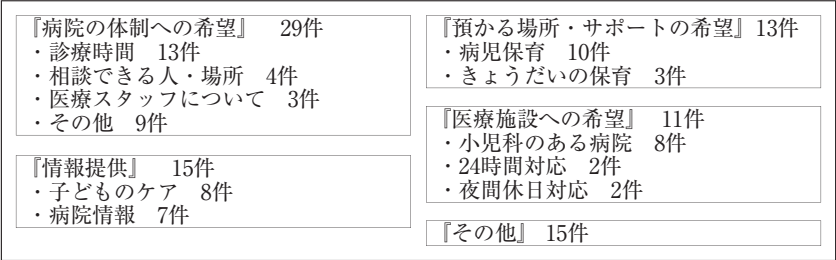 『病院の体制への希望』　29件
・診療時間　13件
・相談できる人・場所　4件
・医療スタッフについて　3件
・その他　9件
『情報提供』　15件
・子どものケア　8件
・病院情報　7件
『預かる場所・サポートの希望』13件
・病児保育　10件
・きょうだいの保育　3件
『医療施設への希望』　11件
・小児科のある病院　8件
・24時間対応　2件
・夜間休日対応　2件
『その他』　15件